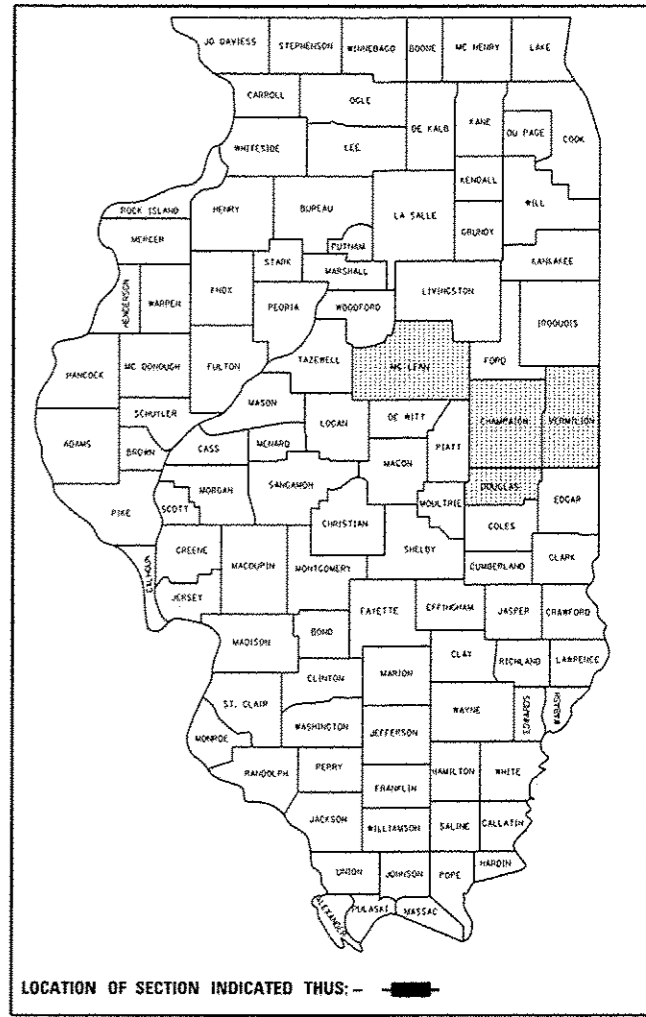 JO DAVIESS STEPHENSON WINNEBAGO BOONE MC HENRY LAKE
CARROLL OGLE DE KALB KANE DU PAGE COOK
WHITESIDE LEE KENDALL WILL
ROCK ISLAND HENRY BUREAU LA SALLE GRUNDY
MERCER PUTNAM KANKAKEE
STARK MARSHALL
HENDERSON WARREN KNOX PEORIA WOODFORD LIVINGSTON IROQUOIS
HANCOCK MC DONOUGH FULTON TAZEWELL MC LEAN FORD
SCHUYLER MASON LOGAN DE WITT CHAMPAIGN VERMILION
ADAMS BROWN CASS MENARD PIATT
MACON
PIKE SCOTT MORGAN SANGAMON MOULTRIE DOUGLAS EDGAR
CHRISTIAN COLES
CALHOUN GREENE MACOUPIN MONTGOMERY SHELBY CUMBERLAND CLARK
JERSEY FAYETTE EFFINGHAM JASPER CRAWFORD
MADISON BOND
CLAY RICHLAND LAWRENCE
CLINTON MARION
ST. CLAIR WAYNE EDWARDS WABASH
MONROE WASHINGTON JEFFERSON
RANDOLPH PERRY HAMILTON WHITE
FRANKLIN
JACKSON WILLIAMSON SALINE GALLATIN
UNION JOHNSON POPE HARDIN
ALEXANDER PULASKI MASSAC
LOCATION OF SECTION INDICATED THUS: –